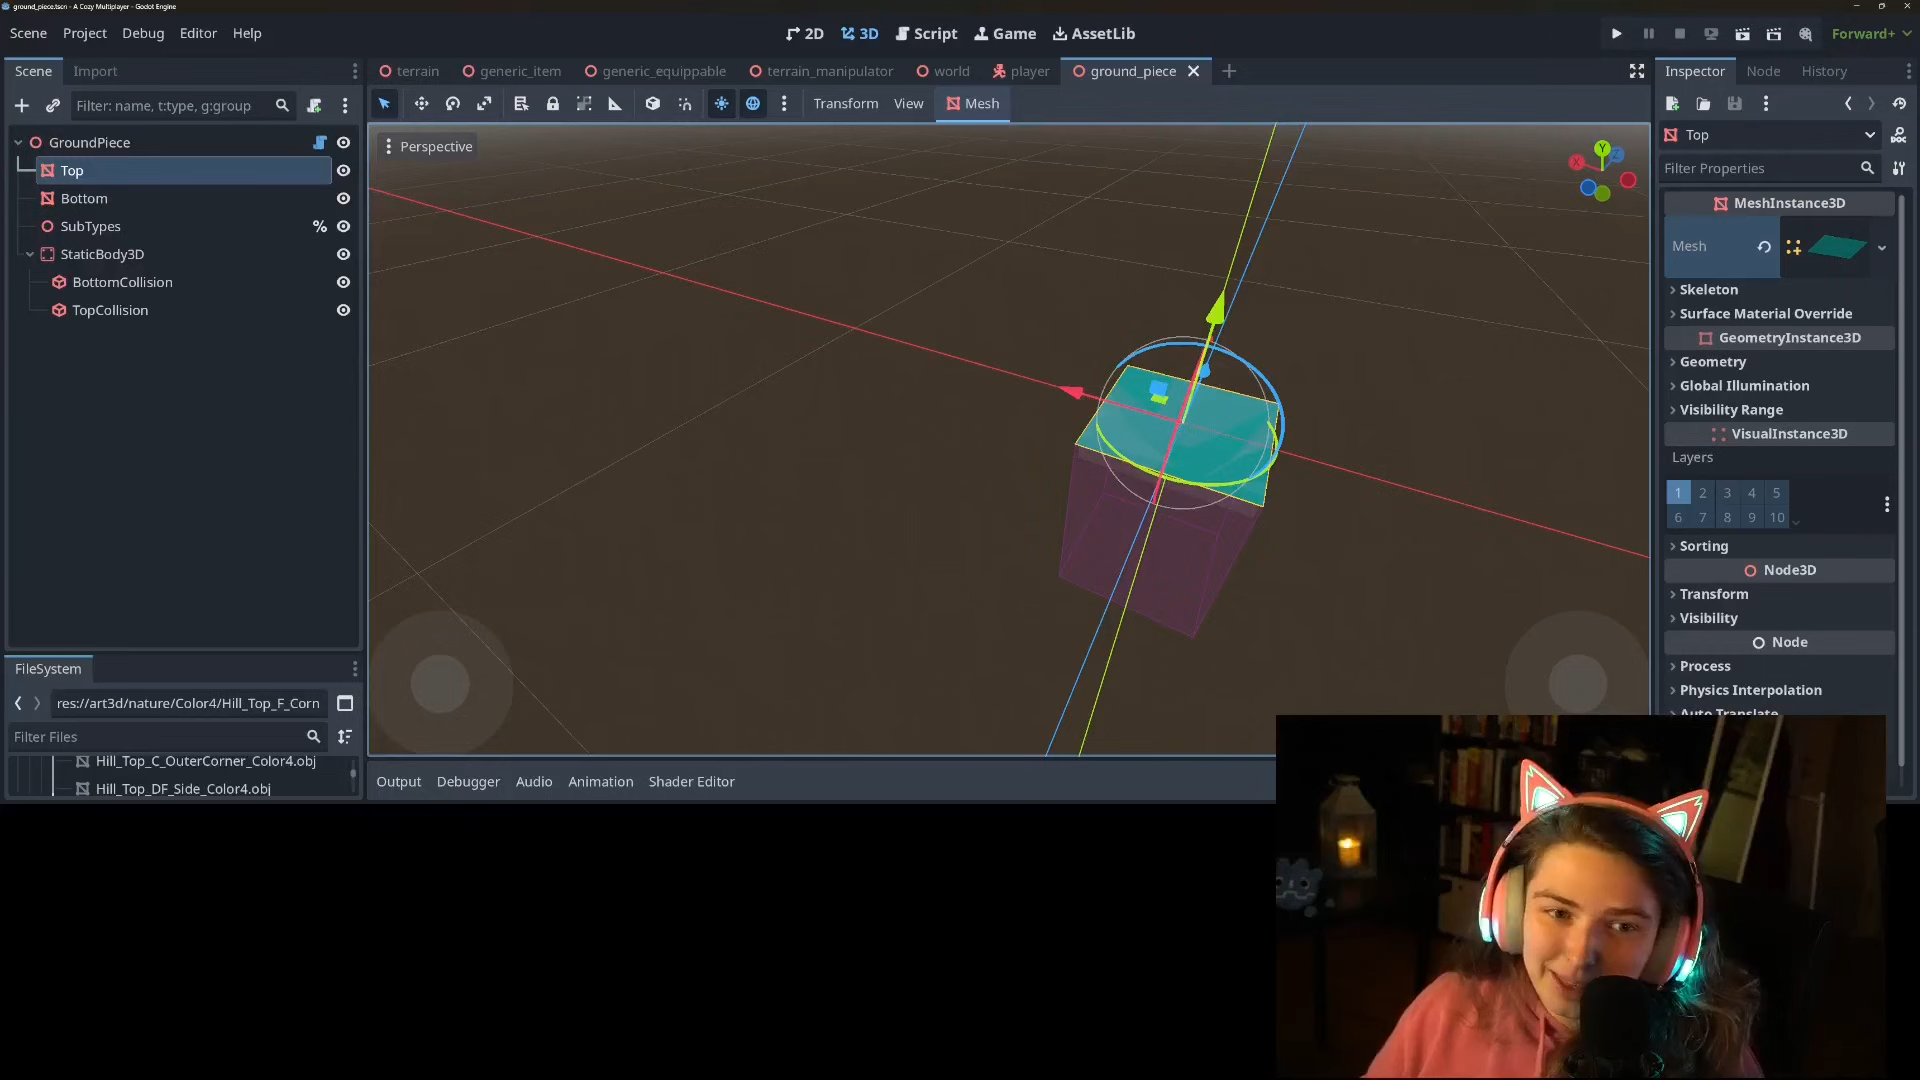 ground_piece.tscn - A Cozy Multiplayer - Godot Engine
Scene Project Debug Editor Help
2D 3D Script Game AssetLib
Forward+
Scene Import
terrain generic_item generic_equippable terrain_manipulator world player ground_piece
Inspector Node History
Filter: name, t:type, g:group
Transform View Mesh
GroundPiece
Top
Bottom
SubTypes %
StaticBody3D
BottomCollision
TopCollision
Perspective
X Y Z
Top
Filter Properties
MeshInstance3D
Mesh
Skeleton
Surface Material Override
GeometryInstance3D
Geometry
Global Illumination
Visibility Range
VisualInstance3D
Layers
1 2 3 4 5
6 7 8 9 10
Sorting
Node3D
Transform
Visibility
Node
Process
Physics Interpolation
Auto Translate
FileSystem
res://art3d/nature/Color4/Hill_Top_F_Corn
Filter Files
Hill_Top_C_OuterCorner_Color4.obj
Hill_Top_DF_Side_Color4.obj
Output Debugger Audio Animation Shader Editor